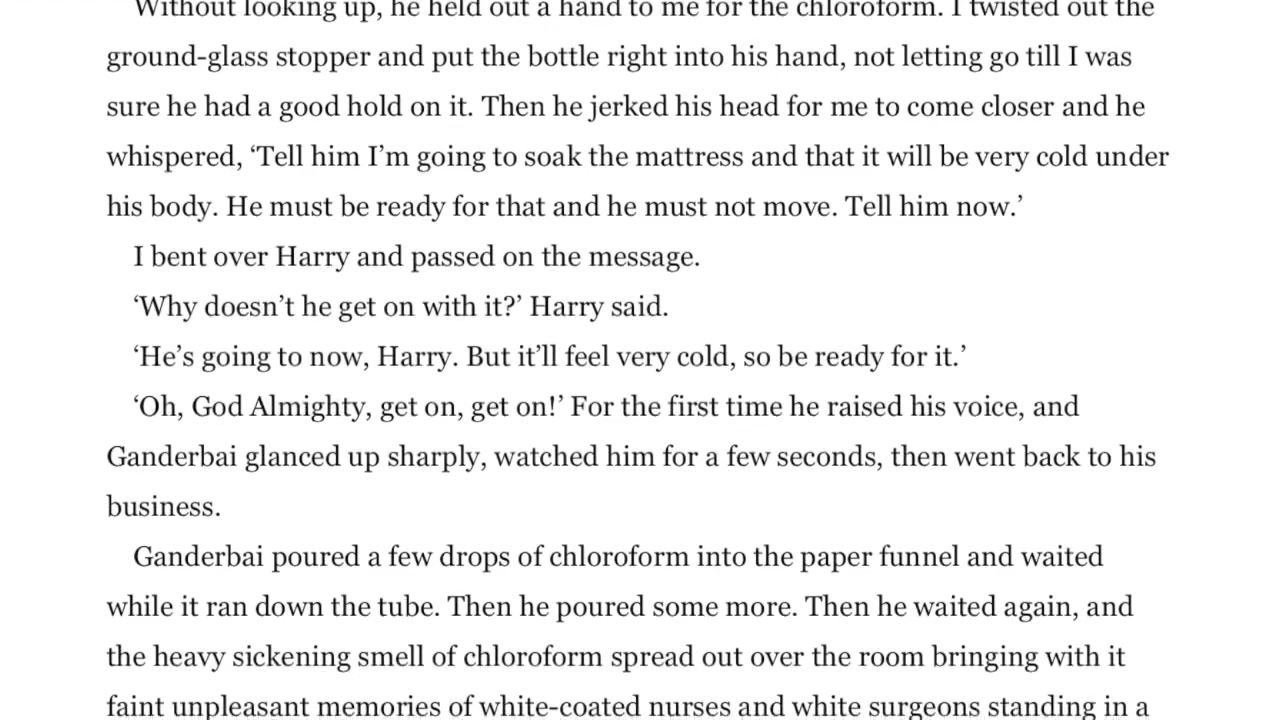 Without looking up, he held out a hand to me for the chloroform. I twisted out the
ground-glass stopper and put the bottle right into his hand, not letting go till I was
sure he had a good hold on it. Then he jerked his head for me to come closer and he
whispered, ‘Tell him I’m going to soak the mattress and that it will be very cold under
his body. He must be ready for that and he must not move. Tell him now.’
I bent over Harry and passed on the message.
‘Why doesn’t he get on with it?’ Harry said.
‘He’s going to now, Harry. But it’ll feel very cold, so be ready for it.’
‘Oh, God Almighty, get on, get on!’ For the first time he raised his voice, and
Ganderbai glanced up sharply, watched him for a few seconds, then went back to his
business.
Ganderbai poured a few drops of chloroform into the paper funnel and waited
while it ran down the tube. Then he poured some more. Then he waited again, and
the heavy sickening smell of chloroform spread out over the room bringing with it
faint unpleasant memories of white-coated nurses and white surgeons standing in a